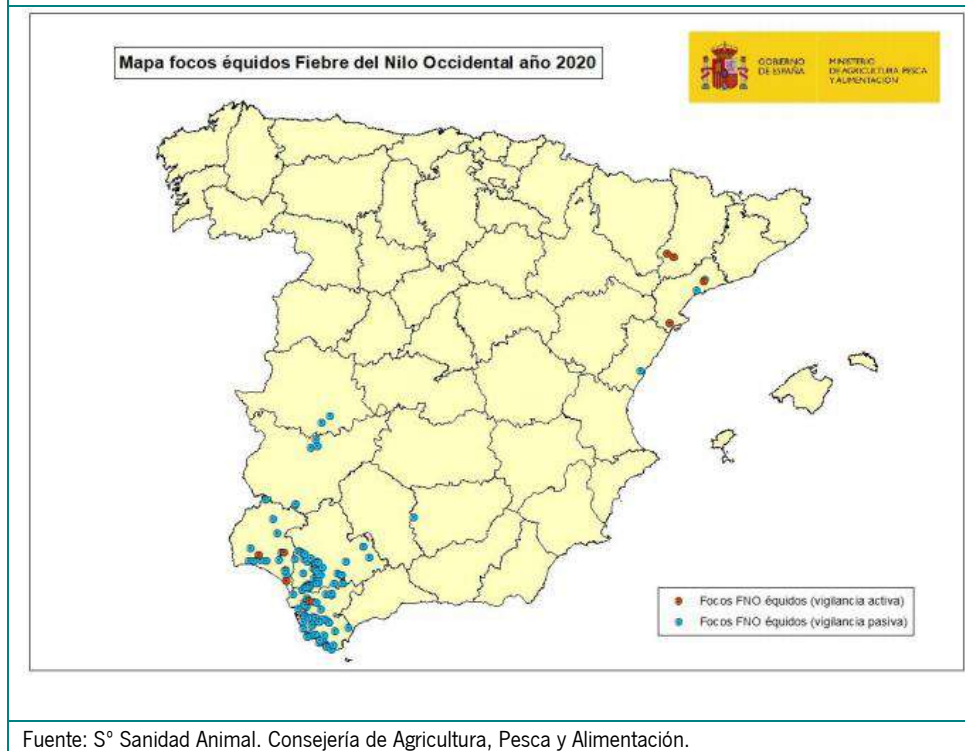 Mapa focos équidos Fiebre del Nilo Occidental año 2020
GOBIERNO
DE ESPAÑA
MINISTERIO
DE AGRICULTURA, PESCA
Y ALIMENTACIÓN
Focos FNO équidos (vigilancia activa)
Focos FNO équidos (vigilancia pasiva)
Fuente: Sº Sanidad Animal. Consejería de Agricultura, Pesca y Alimentación.